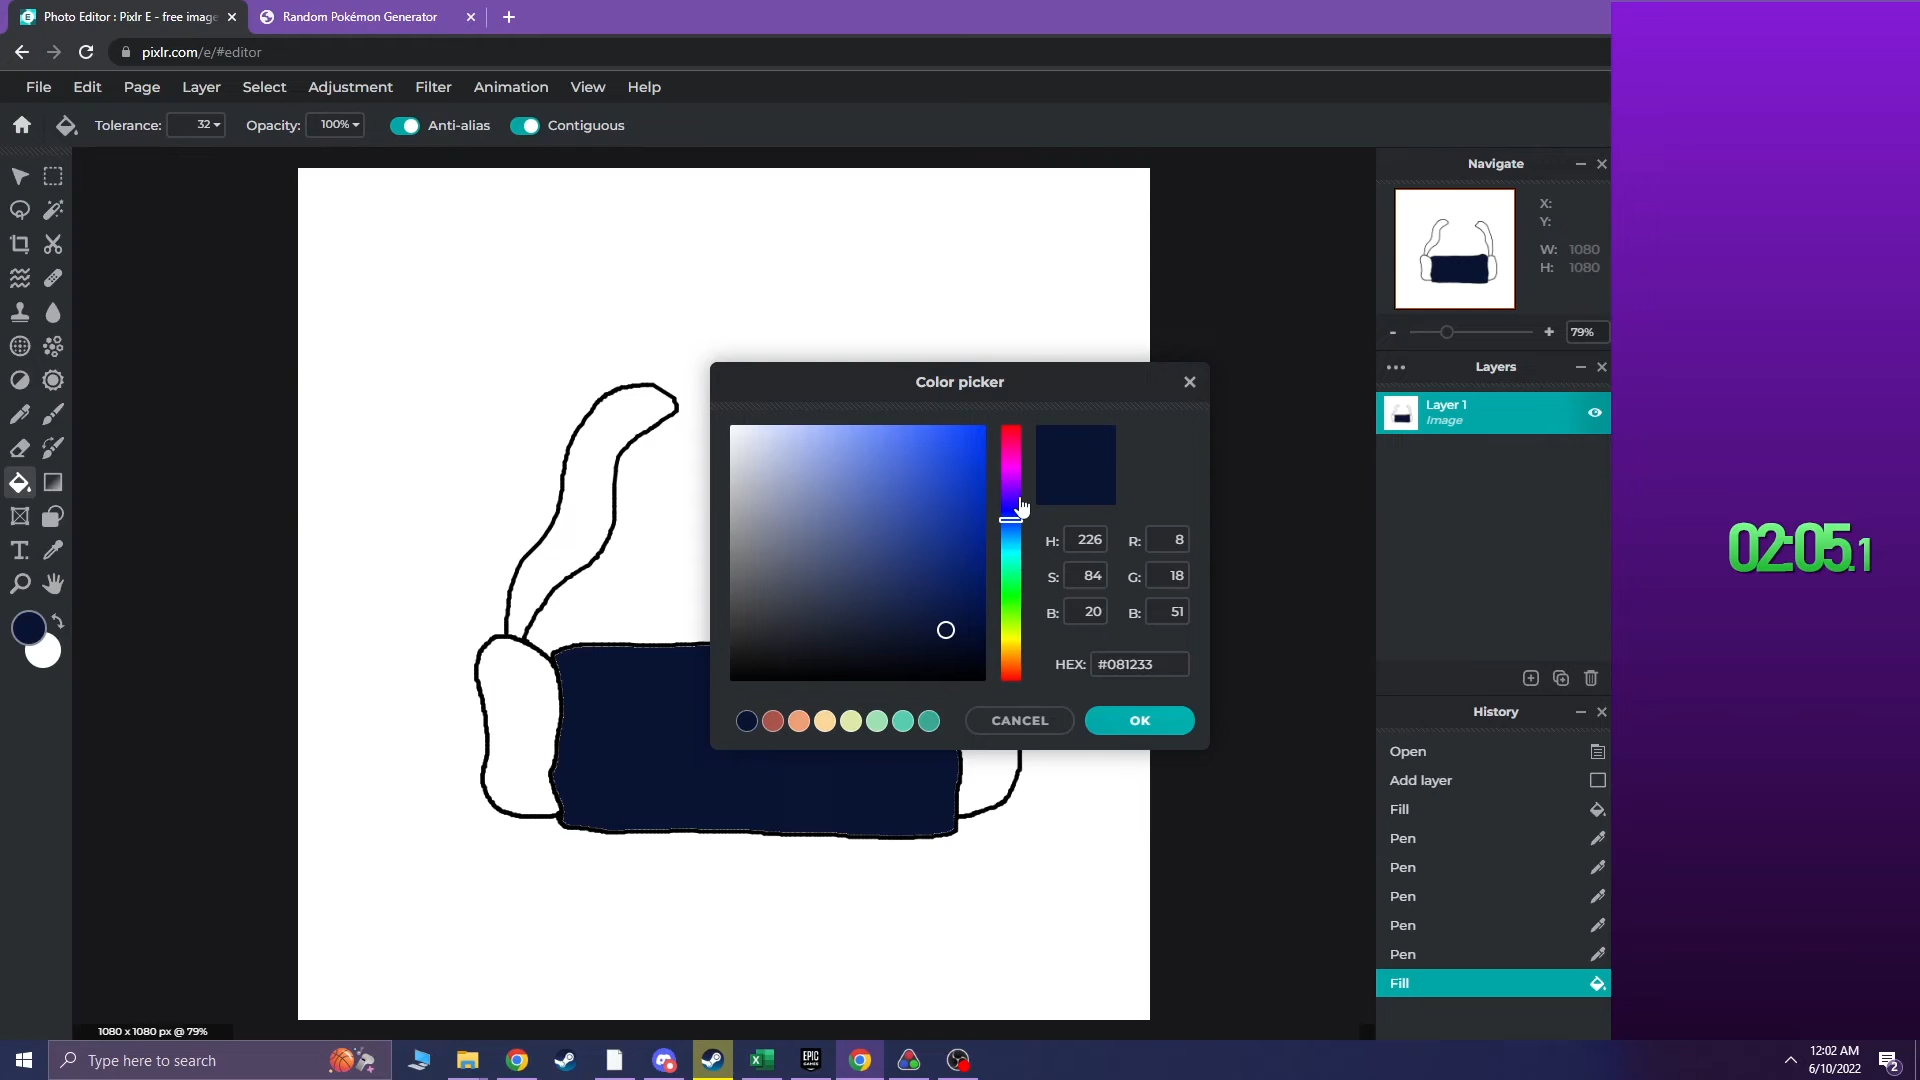 Photo Editor : Pixlr E - free image
Random Pokémon Generator
pixlr.com/e/#editor
File Edit Page Layer Select Adjustment Filter Animation View Help
Tolerance: 32 Opacity: 100% Anti-alias Contiguous
Navigate
X:
Y:
W: 1080
H: 1080
- + 79%
Layers
Layer 1
Image
Color picker
H: 226 R: 8
S: 84 G: 18
B: 20 B: 51
HEX: #081233
CANCEL OK
History
Open
Add layer
Fill
Pen
Pen
Pen
Pen
Pen
Fill
02:05.1
1080 x 1080 px @ 79%
Type here to search
EPIC GAMES
12:02 AM
6/10/2022
2